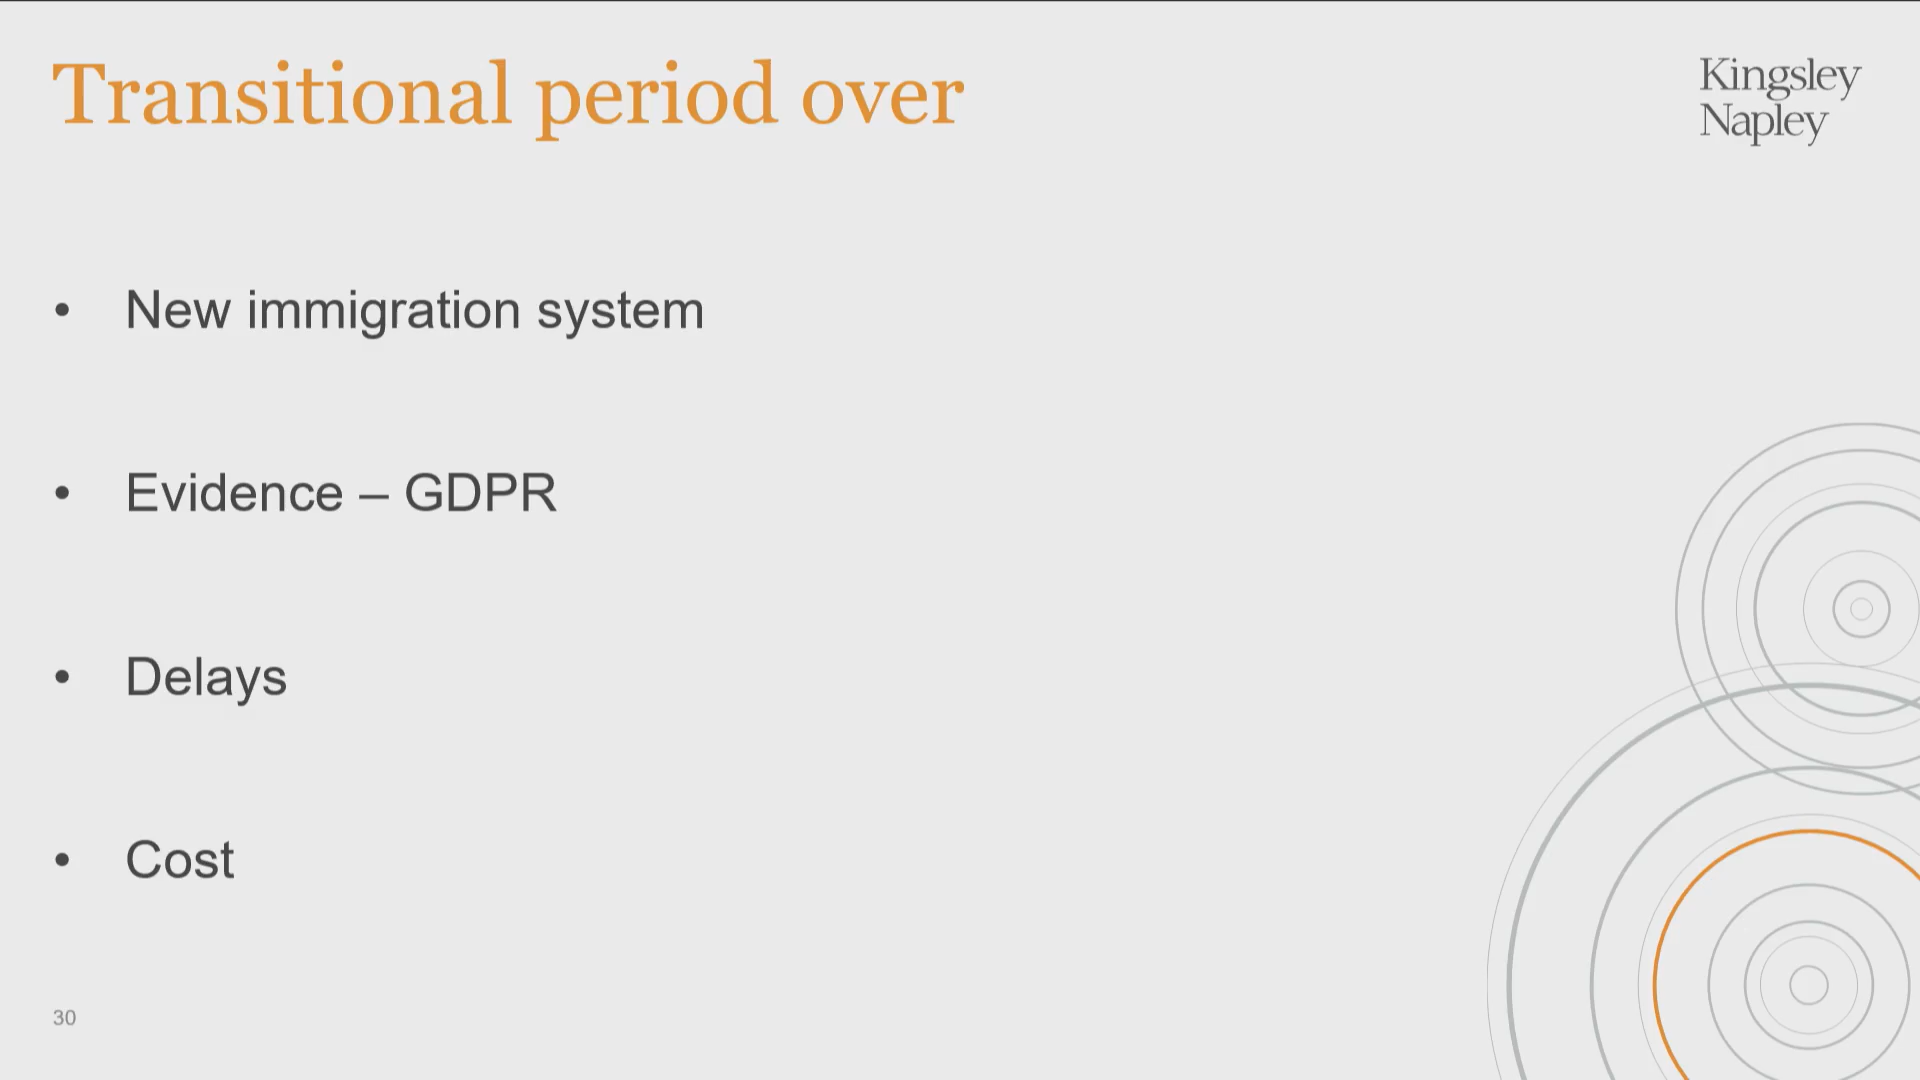 Transitional period over
Kingsley
Napley
• New immigration system
• Evidence – GDPR
• Delays
• Cost
30